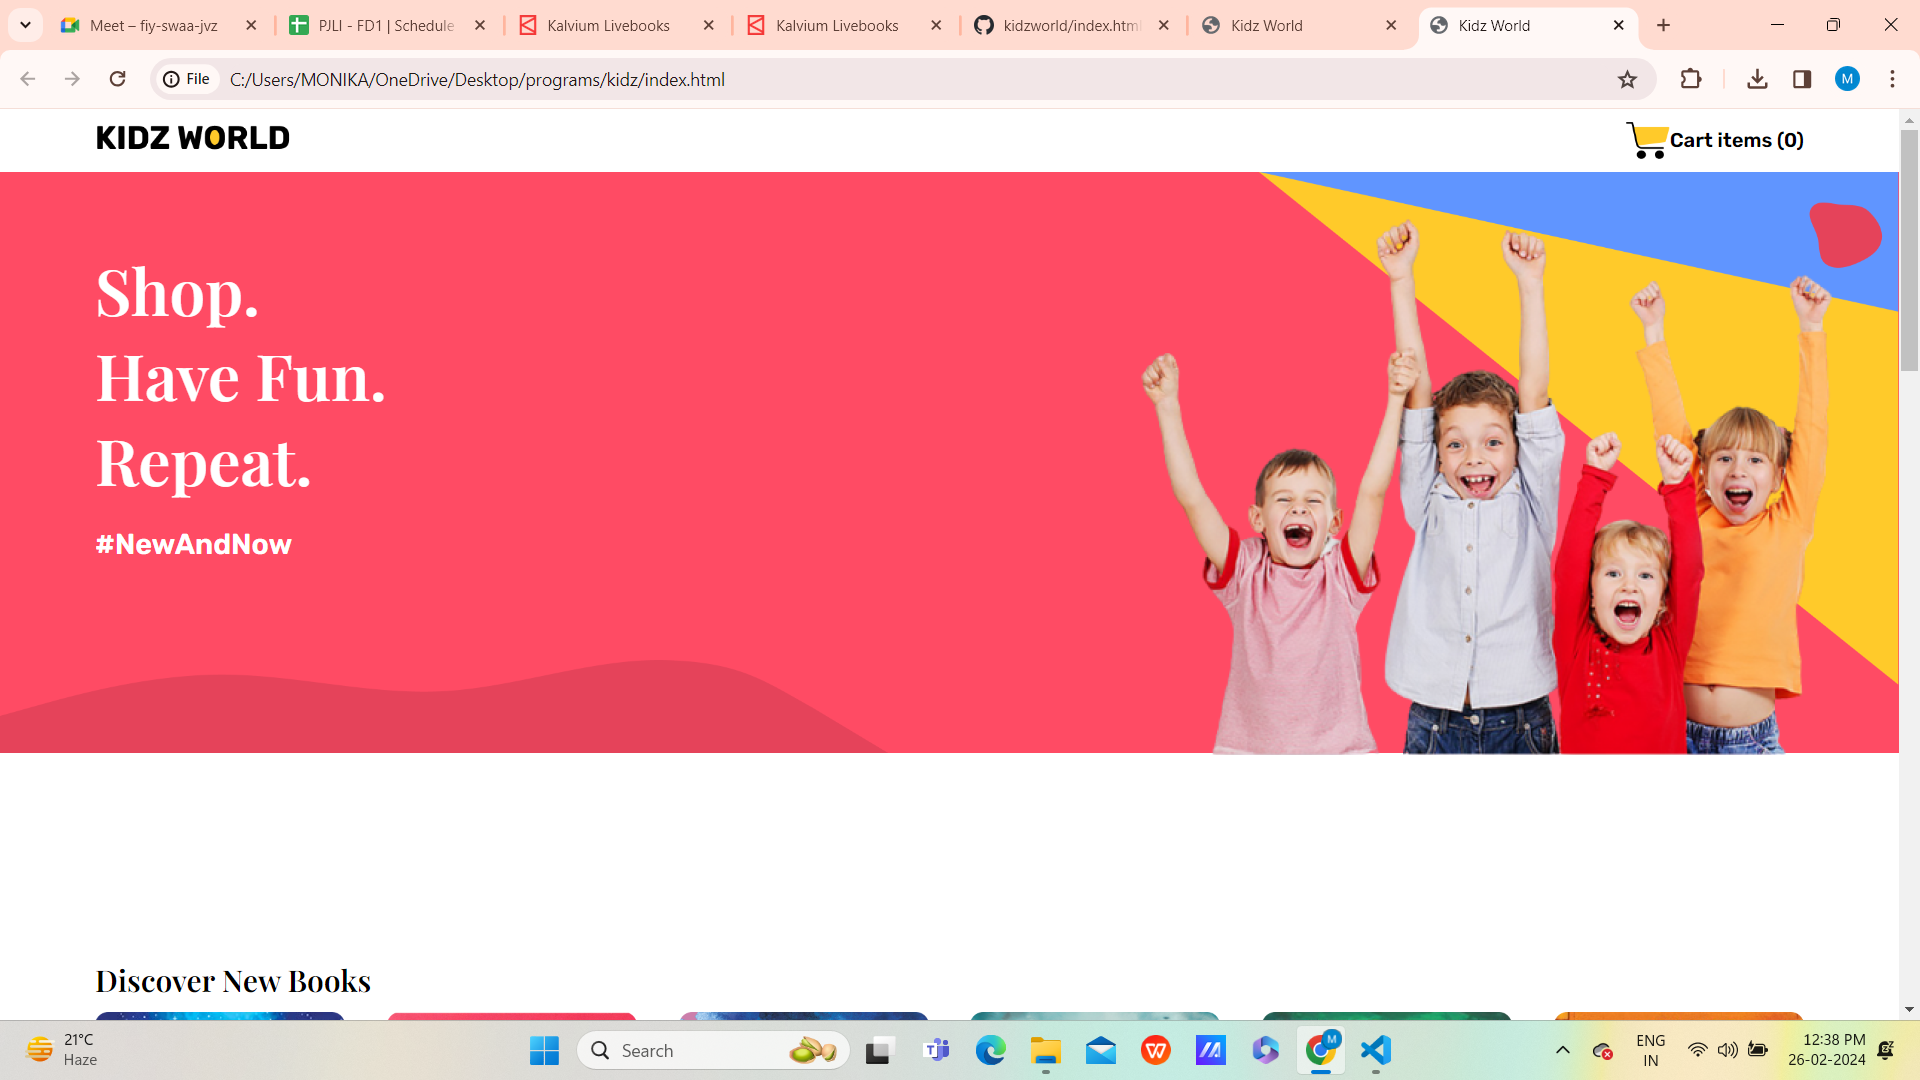 Meet – fiy-swaa-jvz
PJLI - FD1 | Schedule
Kalvium Livebooks
Kalvium Livebooks
kidzworld/index.html
Kidz World
Kidz World
File
C:/Users/MONIKA/OneDrive/Desktop/programs/kidz/index.html
M
KIDZ WORLD
Cart items (0)
Shop.
Have Fun.
Repeat.
#NewAndNow
Discover New Books
21°C
Haze
Search
M
ENG
IN
12:38 PM
26-02-2024